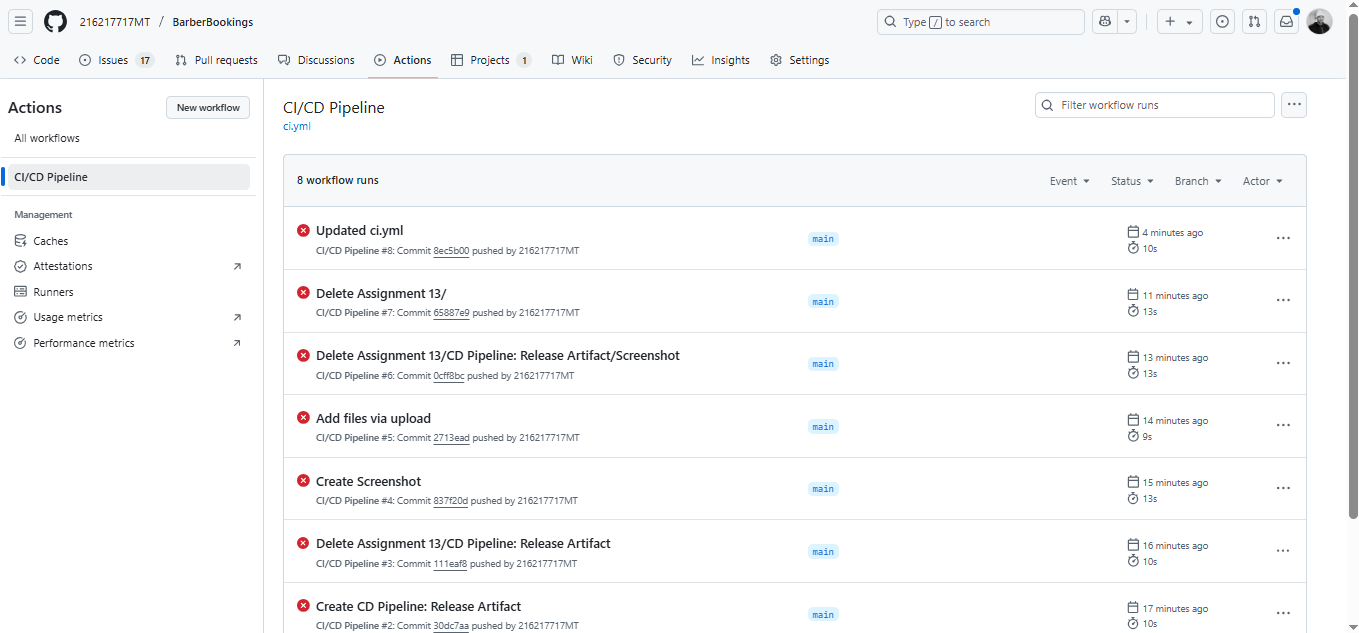 216217717MT / BarberBookings
Type / to search
Code
Issues 17
Pull requests
Discussions
Actions
Projects 1
Wiki
Security
Insights
Settings
Actions
New workflow
All workflows
CI/CD Pipeline
Management
Caches
Attestations
Runners
Usage metrics
Performance metrics
CI/CD Pipeline
ci.yml
Filter workflow runs
8 workflow runs
Event
Status
Branch
Actor
Updated ci.yml
CI/CD Pipeline #8: Commit 8ec5b00 pushed by 216217717MT
main
4 minutes ago
10s
Delete Assignment 13/
CI/CD Pipeline #7: Commit 65887e9 pushed by 216217717MT
main
11 minutes ago
13s
Delete Assignment 13/CD Pipeline: Release Artifact/Screenshot
CI/CD Pipeline #6: Commit 0cff8bc pushed by 216217717MT
main
13 minutes ago
13s
Add files via upload
CI/CD Pipeline #5: Commit 2713ead pushed by 216217717MT
main
14 minutes ago
9s
Create Screenshot
CI/CD Pipeline #4: Commit 837f20d pushed by 216217717MT
main
15 minutes ago
13s
Delete Assignment 13/CD Pipeline: Release Artifact
CI/CD Pipeline #3: Commit 111eaf8 pushed by 216217717MT
main
16 minutes ago
10s
Create CD Pipeline: Release Artifact
CI/CD Pipeline #2: Commit 30dc7aa pushed by 216217717MT
main
17 minutes ago
10s